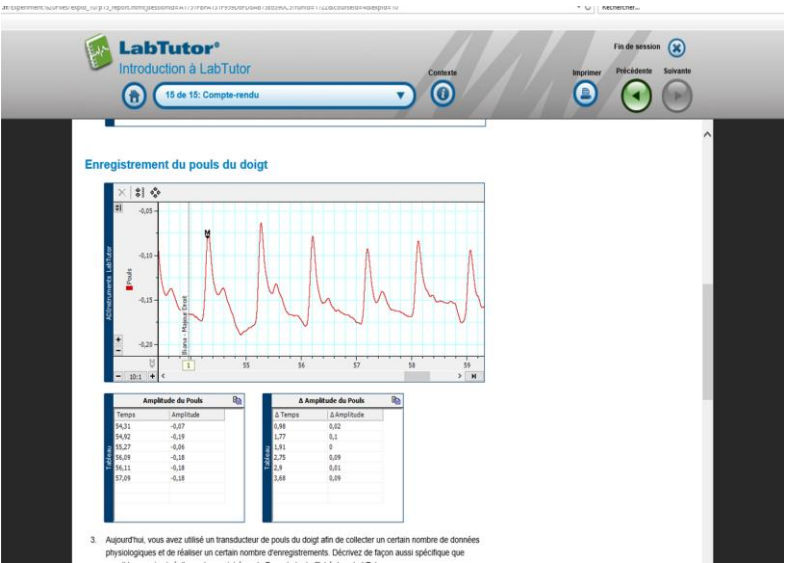 LabTutor®
Introduction à LabTutor
15 de 15: Compte-rendu
Contexte
Imprimer
Fin de session
Précédente
Suivante
Enregistrement du pouls du doigt
ADInstruments LabTutor
Pouls
-0,05
-0,10
-0,15
-0,20
M
Majeur Droit
1
55
56
57
58
59
10:1
Tableau
Amplitude du Pouls
Temps Amplitude
54,31 -0,07
54,92 -0,19
55,27 -0,06
56,09 -0,18
56,11 -0,18
57,09 -0,18
Tableau
Δ Amplitude du Pouls
Δ Temps Δ Amplitude
0,98 0,02
1,77 0,1
1,91 0
2,75 0,09
2,9 0,01
3,68 0,09
3. Aujourd'hui, vous avez utilisé un transducteur de pouls du doigt afin de collecter un certain nombre de données
physiologiques et de réaliser un certain nombre d'enregistrements. Décrivez de façon aussi spécifique que